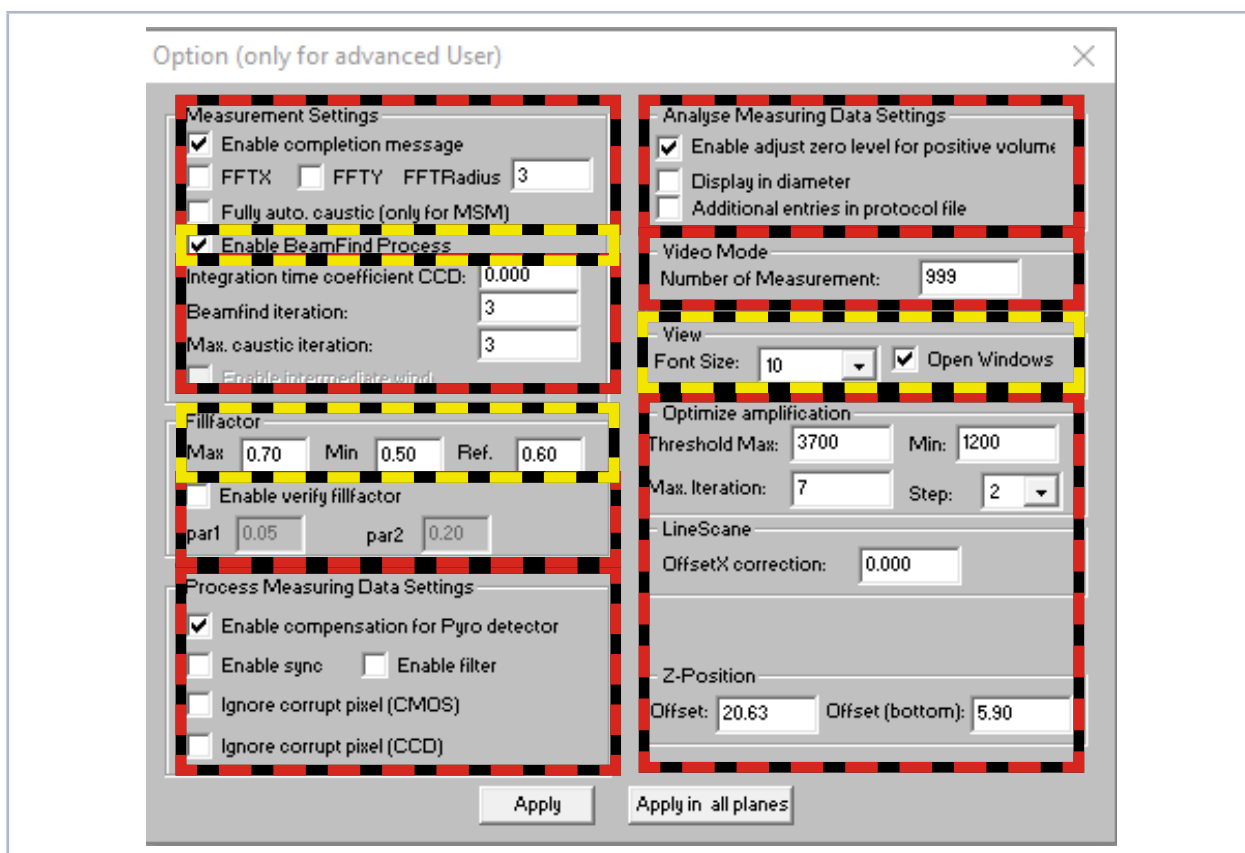 Option (only for advanced User)
Measurement Settings
Enable completion message
FFTX FFTY FFTRadius 3
Fully auto. caustic (only for MSM)
Enable BeamFind Process
Integration time coefficient CCD: 0.000
Beamfind iteration: 3
Max. caustic iteration: 3
Enable intermediate wind.
Fillfactor
Max 0.70 Min 0.50 Ref. 0.60
Enable verify fillfactor
par1 0.05 par2 0.20
Process Measuring Data Settings
Enable compensation for Pyro detector
Enable sync Enable filter
Ignore corrupt pixel (CMOS)
Ignore corrupt pixel (CCD)
Analyse Measuring Data Settings
Enable adjust zero level for positive volume
Display in diameter
Additional entries in protocol file
Video Mode
Number of Measurement: 999
View
Font Size: 10 Open Windows
Optimize amplification
Threshold Max: 3700 Min: 1200
Max. Iteration: 7 Step: 2
LineScane
OffsetX correction: 0.000
Z-Position
Offset: 20.63 Offset (bottom): 5.90
Apply Apply in all planes